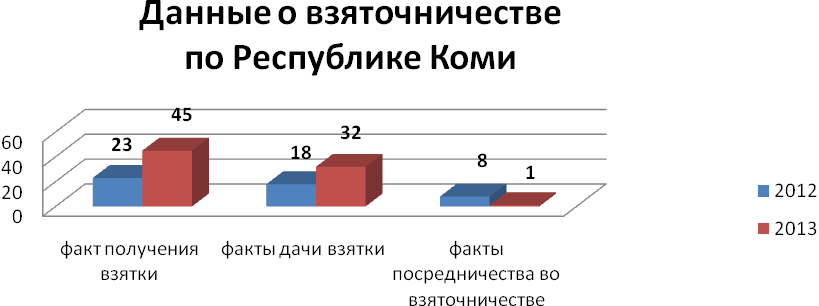 Данные о взяточничестве
по Республике Коми
45
32
23
18
8
1
60
40
20
0
факт получения
взятки
факты дачи взятки
факты
посредничества во
взяточничестве
2012
2013